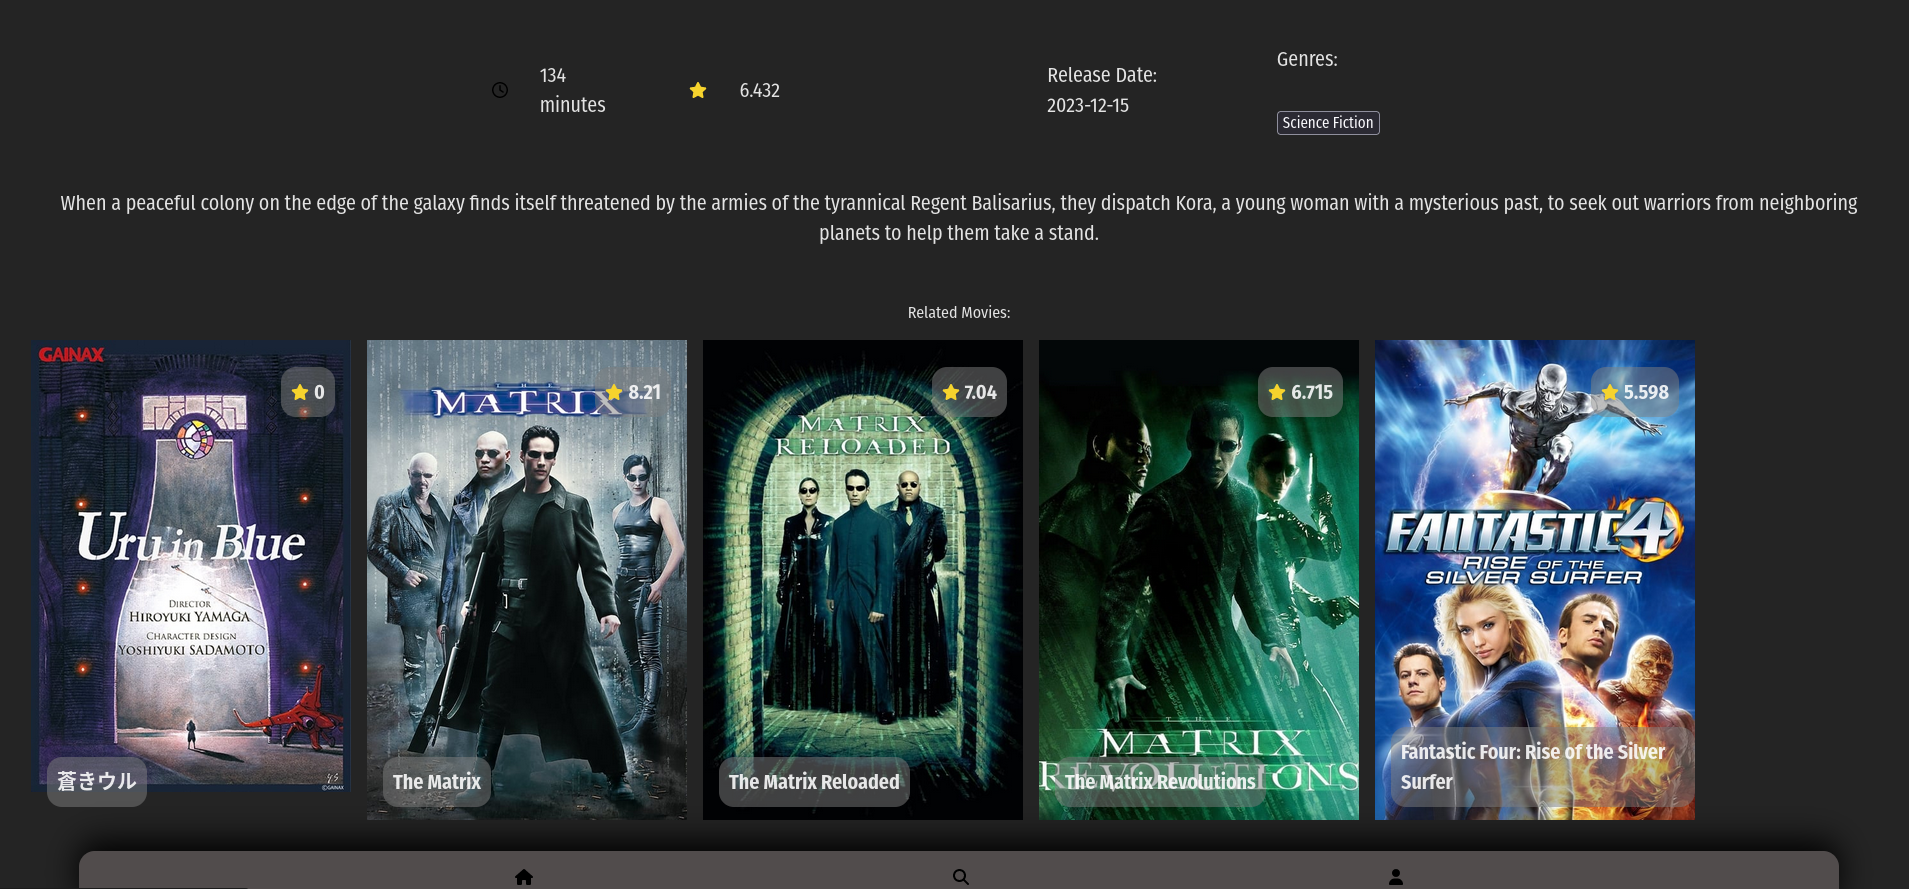 134
minutes
6.432
Release Date:
2023-12-15
Genres:
Science Fiction
When a peaceful colony on the edge of the galaxy finds itself threatened by the armies of the tyrannical Regent Balisarius, they dispatch Kora, a young woman with a mysterious past, to seek out warriors from neighboring
planets to help them take a stand.
Related Movies:
GAINAX
0
Uru in Blue
DIRECTOR
HIROYUKI YAMAGA
CHARACTER DESIGN
YOSHIYUKI SADAMOTO
©GAINAX
蒼きウル
8.21
THE
MATRIX
The Matrix
7.04
THE
MATRIX
RELOADED
The Matrix Reloaded
6.715
THE
MATRIX
REVOLUTIONS
The Matrix Revolutions
5.598
FANTASTIC 4
RISE OF THE
SILVER SURFER
Fantastic Four: Rise of the Silver
Surfer